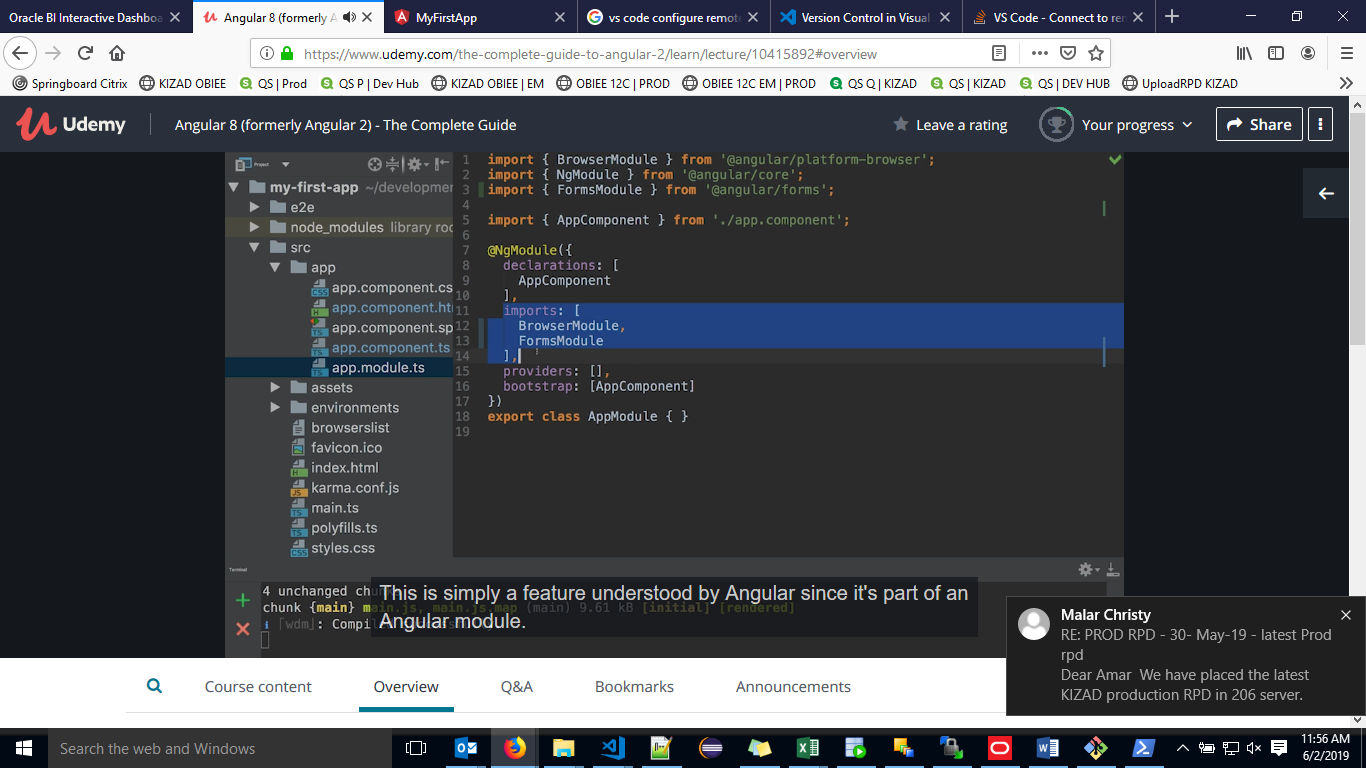 Oracle BI Interactive Dashboa
Angular 8 (formerly A
MyFirstApp
vs code configure remot
Version Control in Visual
VS Code - Connect to rem
https://www.udemy.com/the-complete-guide-to-angular-2/learn/lecture/10415892#overview
Springboard Citrix
KIZAD OBIEE
QS | Prod
QS P | Dev Hub
KIZAD OBIEE | EM
OBIEE 12C | PROD
OBIEE 12C EM | PROD
QS Q | KIZAD
QS | KIZAD
QS | DEV HUB
UploadRPD KIZAD
Udemy
Angular 8 (formerly Angular 2) - The Complete Guide
Leave a rating
Your progress
Share
Project
my-first-app ~/developmer
e2e
node_modules library roo
src
app
app.component.cs
app.component.ht
app.component.sp
app.component.ts
app.module.ts
assets
environments
browserslist
favicon.ico
index.html
karma.conf.js
main.ts
polyfills.ts
styles.css
1 import { BrowserModule } from '@angular/platform-browser';
2 import { NgModule } from '@angular/core';
3 import { FormsModule } from '@angular/forms';
4
5 import { AppComponent } from './app.component';
6
7 @NgModule({
8 declarations: [
9 AppComponent
10 ],
11 imports: [
12 BrowserModule,
13 FormsModule
14 ],
15 providers: [],
16 bootstrap: [AppComponent]
17 })
18 export class AppModule { }
19
Terminal
4 unchanged ch
chunk {main} main.js, main.js.map (main) 9.61 kB [initial] [rendered]
i ｢wdm｣: Compi
This is simply a feature understood by Angular since it's part of an
Angular module.
Malar Christy
RE: PROD RPD - 30- May-19 - latest Prod
rpd
Dear Amar We have placed the latest
KIZAD production RPD in 206 server.
Course content
Overview
Q&A
Bookmarks
Announcements
Search the web and Windows
11:56 AM
6/2/2019